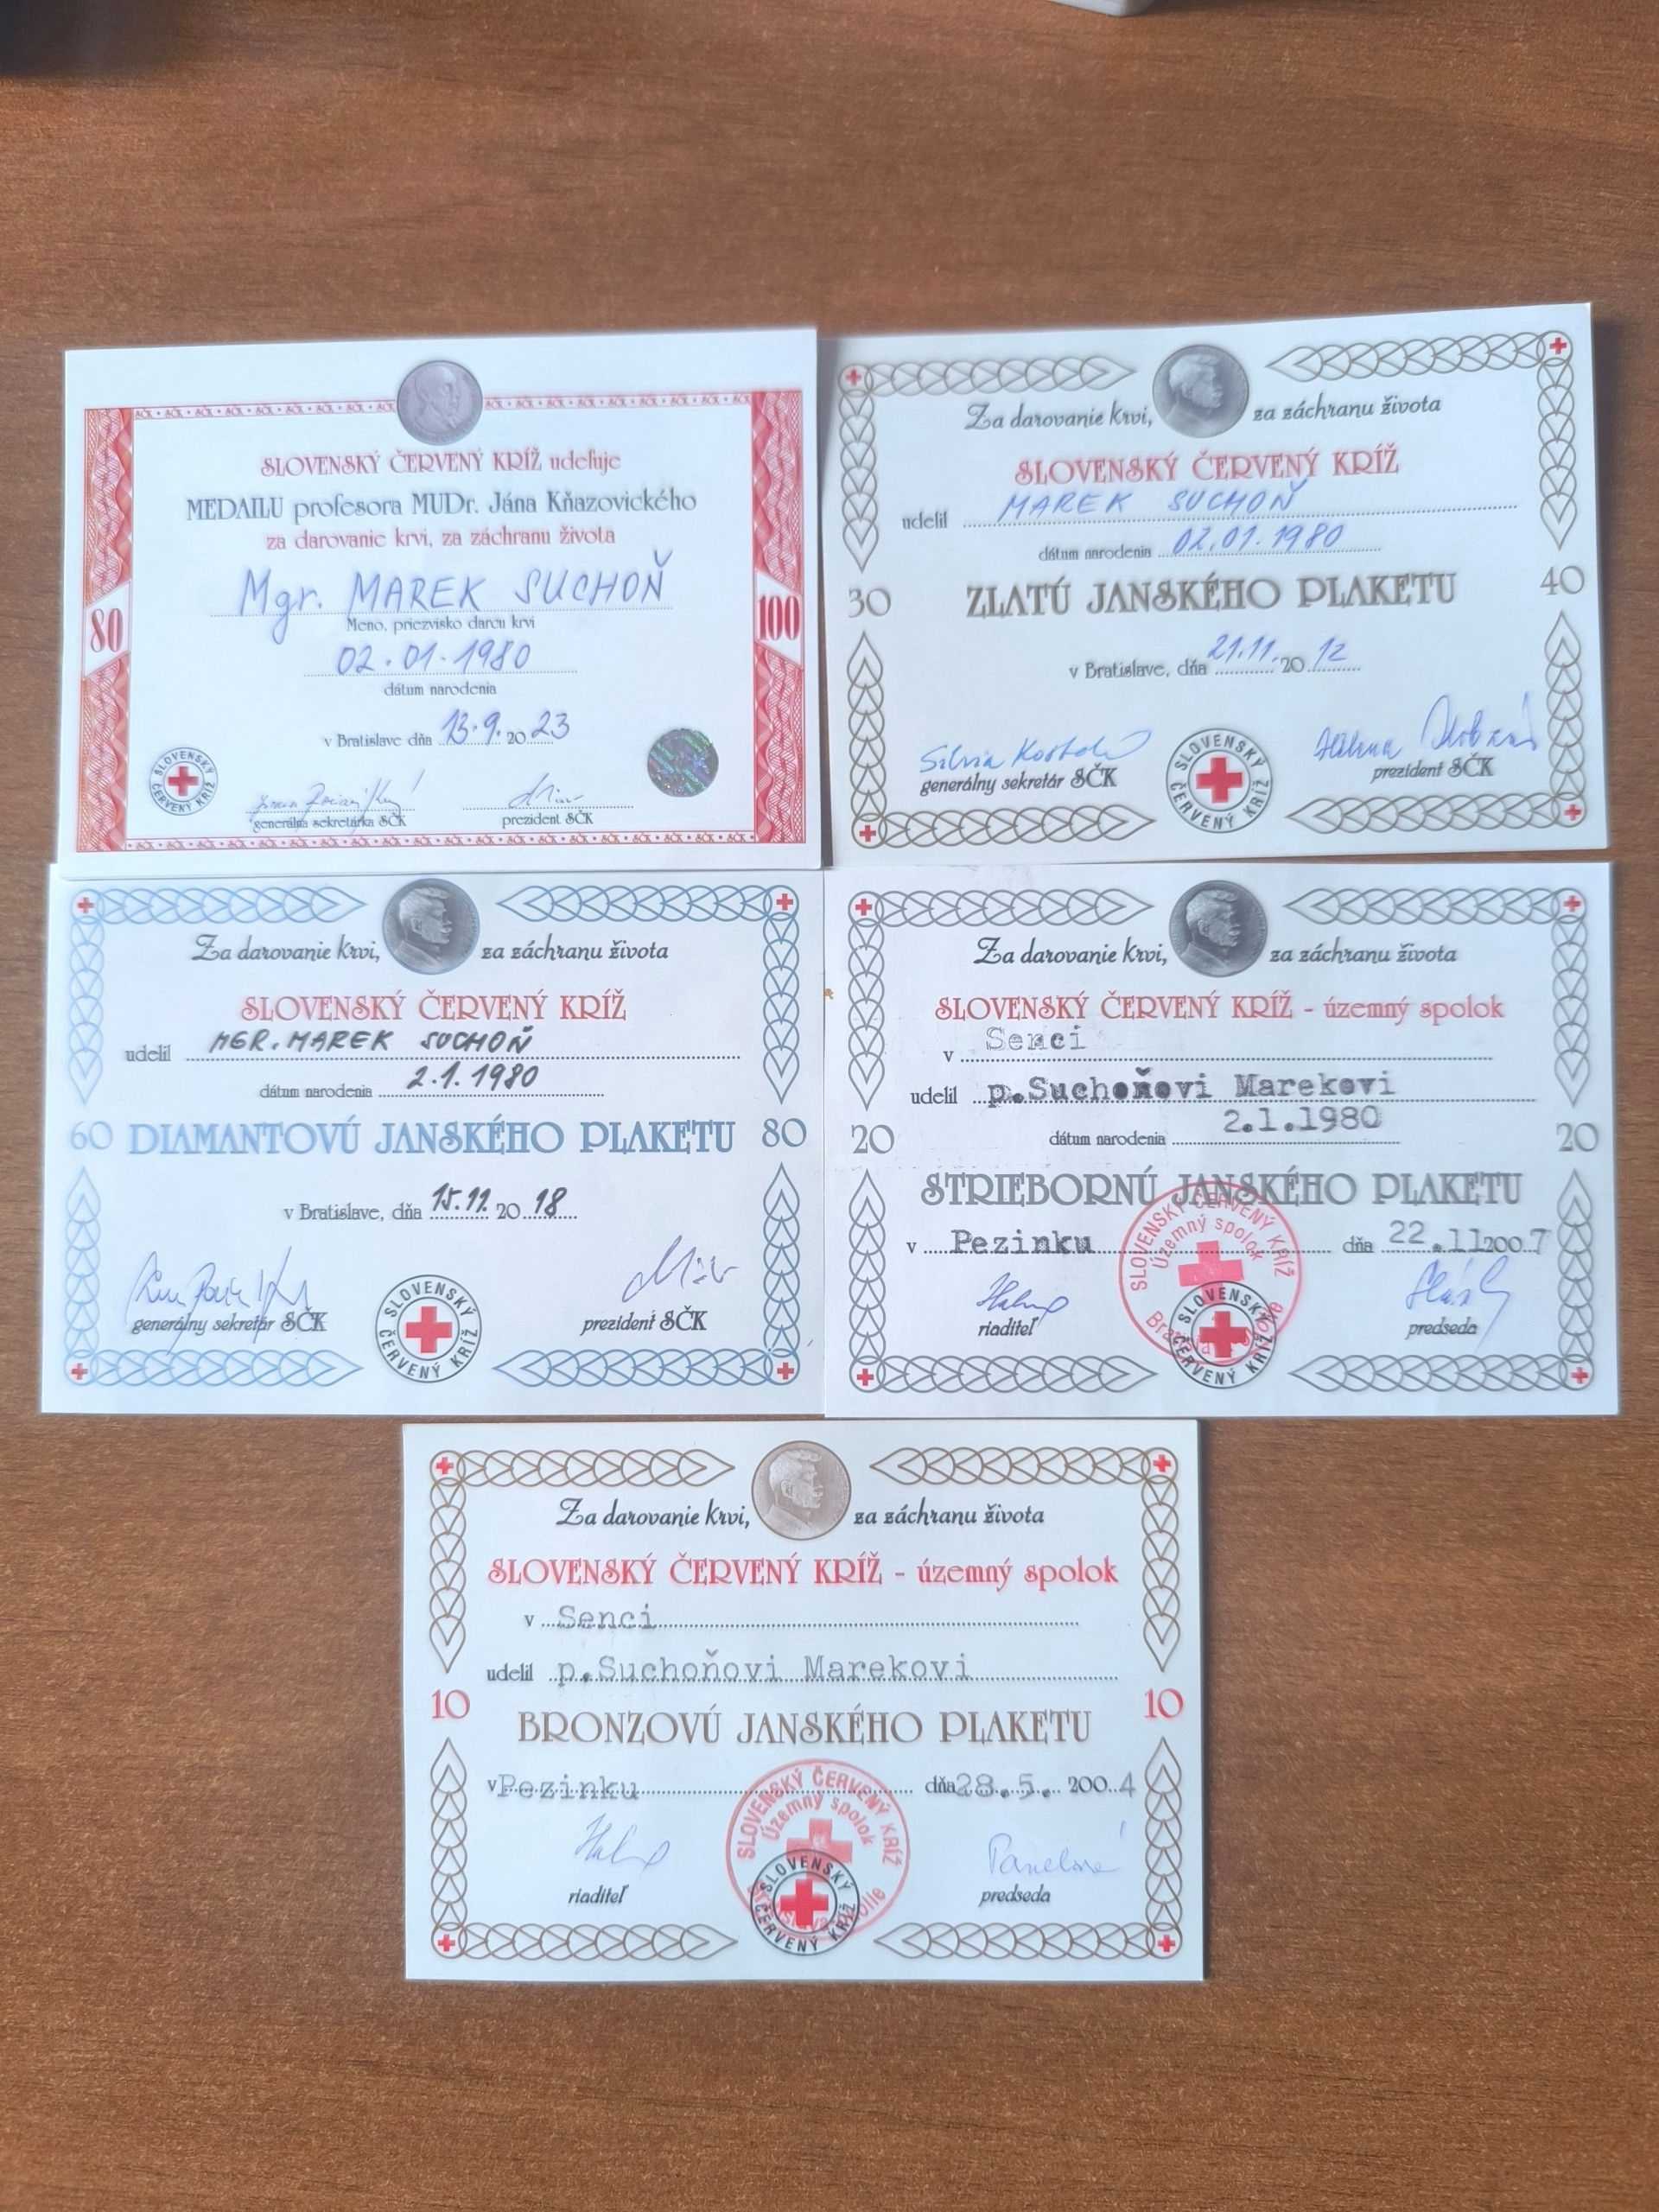 SLOVENSKÝ ČERVENÝ KRÍŽ udeľuje
MEDAILU profesora MUDr. Jána Kňazovického
za darovanie krvi, za záchranu života
Mgr. MAREK SUCHOŇ
Meno, priezvisko darcu krvi
80
100
02.01.1980
dátum narodenia
v Bratislave dňa 13.9.2023
SLOVENSKÝ ČERVENÝ KRÍŽ
generálna sekretárka SČK
prezident SČK
Za darovanie krvi, za záchranu života
SLOVENSKÝ ČERVENÝ KRÍŽ
udelil MAREK SUCHOŇ
dátum narodenia 02.01.1980
30 ZLATÚ JANSKÉHO PLAKETU 40
v Bratislave, dňa 21.11.2012
generálny sekretár SČK
SLOVENSKÝ ČERVENÝ KRÍŽ
prezident SČK
Za darovanie krvi, za záchranu života
SLOVENSKÝ ČERVENÝ KRÍŽ
udelil MGR. MAREK SUCHOŇ
dátum narodenia 2.1.1980
60 DIAMANTOVÚ JANSKÉHO PLAKETU 80
v Bratislave, dňa 15.11.2018
generálny sekretár SČK
SLOVENSKÝ ČERVENÝ KRÍŽ
prezident SČK
Za darovanie krvi, za záchranu života
SLOVENSKÝ ČERVENÝ KRÍŽ - územný spolok
v Senci
udelil p.Suchoňovi Marekovi
dátum narodenia 2.1.1980
20 20
STRIEBORNÚ JANSKÉHO PLAKETU
v Pezinku dňa 22.11.2007
SLOVENSKÝ ČERVENÝ KRÍŽ
Územný spolok
riaditeľ
SLOVENSKÝ ČERVENÝ KRÍŽ
predseda
Za darovanie krvi, za záchranu života
SLOVENSKÝ ČERVENÝ KRÍŽ - územný spolok
v Senci
udelil p.Suchoňovi Marekovi
10 10
BRONZOVÚ JANSKÉHO PLAKETU
v Pezinku dňa 28.5. 2004
SLOVENSKÝ ČERVENÝ KRÍŽ
Územný spolok
riaditeľ
SLOVENSKÝ ČERVENÝ KRÍŽ
predseda